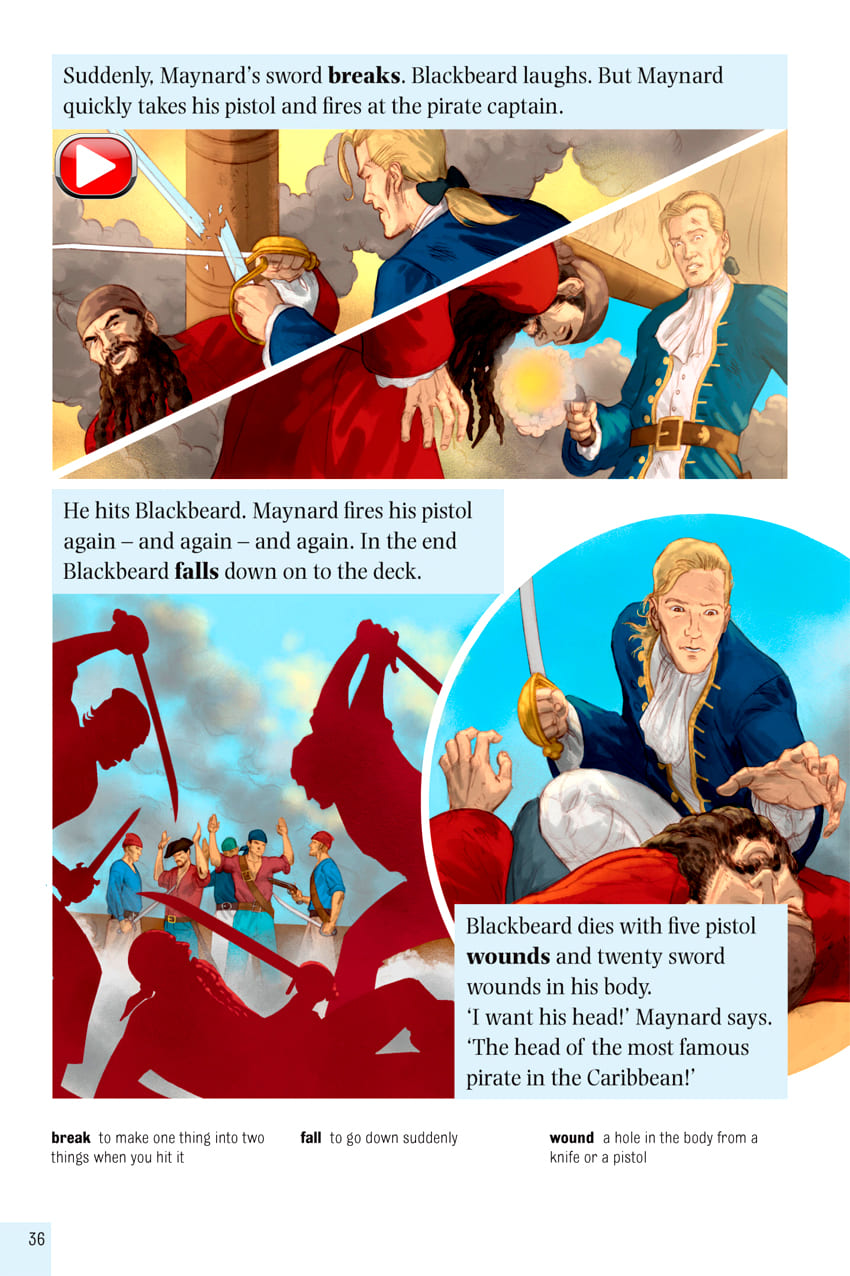 Suddenly, Maynard’s sword breaks. Blackbeard laughs. But Maynard
quickly takes his pistol and fires at the pirate captain.
He hits Blackbeard. Maynard fires his pistol
again – and again – and again. In the end
Blackbeard falls down on to the deck.
Blackbeard dies with five pistol
wounds and twenty sword
wounds in his body.
‘I want his head!’ Maynard says.
‘The head of the most famous
pirate in the Caribbean!’
break to make one thing into two
things when you hit it
fall to go down suddenly
wound a hole in the body from a
knife or a pistol
36